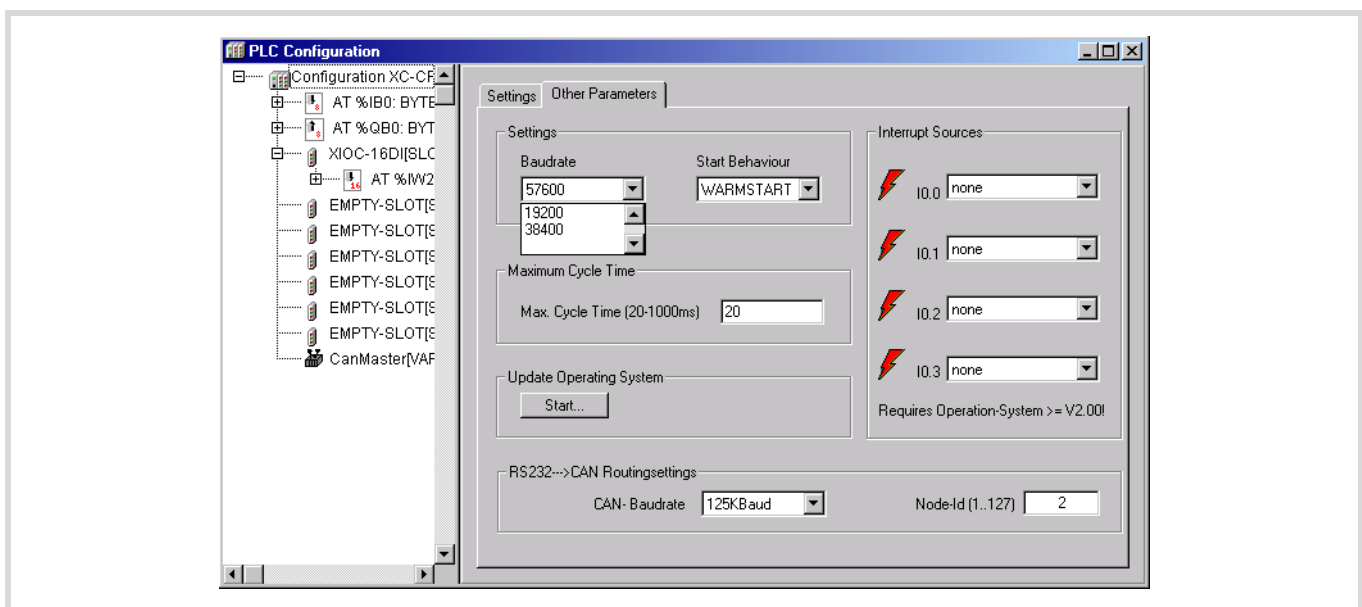 PLC Configuration
Configuration XC-CF
AT %IB0: BYTE
AT %QB0: BYT
XIOC-16DI[SLC
AT %IW2
EMPTY-SLOT[S
EMPTY-SLOT[S
EMPTY-SLOT[S
EMPTY-SLOT[S
EMPTY-SLOT[S
EMPTY-SLOT[S
CanMaster[VAF
Settings Other Parameters
Settings
Baudrate Start Behaviour
57600 WARMSTART
19200
38400
Maximum Cycle Time
Max. Cycle Time (20-1000ms) 20
Update Operating System
Start...
Interrupt Sources
I0.0 none
I0.1 none
I0.2 none
I0.3 none
Requires Operation-System >= V2.00!
RS232--->CAN Routingsettings
CAN- Baudrate 125KBaud Node-Id (1..127) 2